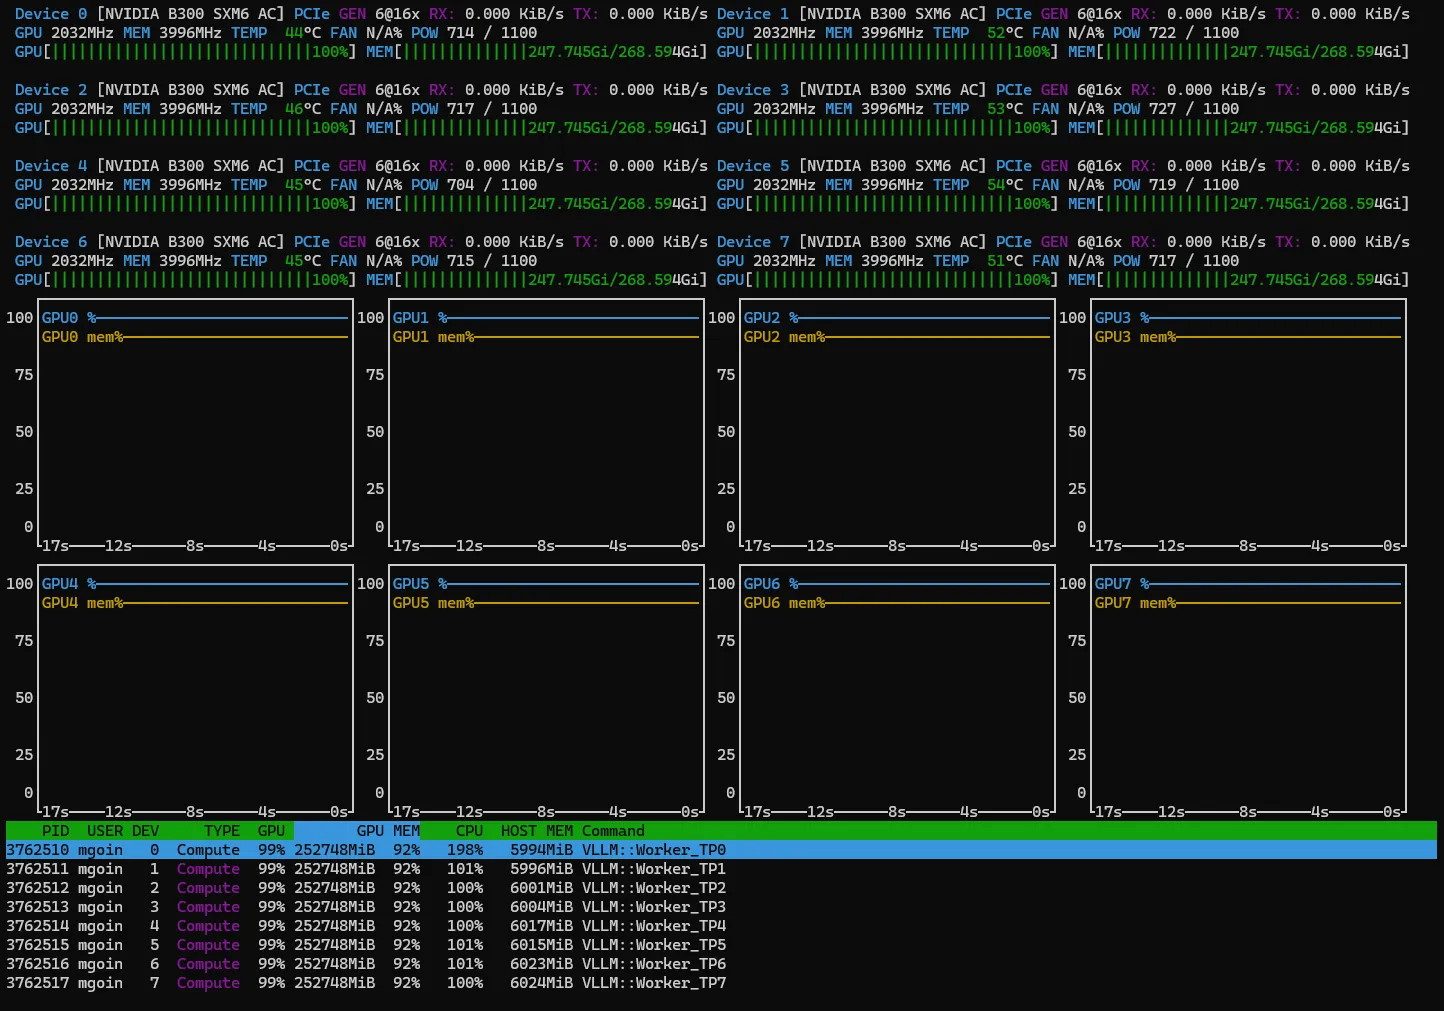 Device 0 [NVIDIA B300 SXM6 AC] PCIe GEN 6@16x RX: 0.000 KiB/s TX: 0.000 KiB/s Device 1 [NVIDIA B300 SXM6 AC] PCIe GEN 6@16x RX: 0.000 KiB/s TX: 0.000 KiB/s
GPU 2032MHz MEM 3996MHz TEMP 44°C FAN N/A% POW 714 / 1100 GPU 2032MHz MEM 3996MHz TEMP 52°C FAN N/A% POW 722 / 1100
GPU[|||||||||||||||||||||||||||||100%] MEM[||||||||||||||247.745Gi/268.594Gi] GPU[|||||||||||||||||||||||||||||100%] MEM[||||||||||||||247.745Gi/268.594Gi]
Device 2 [NVIDIA B300 SXM6 AC] PCIe GEN 6@16x RX: 0.000 KiB/s TX: 0.000 KiB/s Device 3 [NVIDIA B300 SXM6 AC] PCIe GEN 6@16x RX: 0.000 KiB/s TX: 0.000 KiB/s
GPU 2032MHz MEM 3996MHz TEMP 46°C FAN N/A% POW 717 / 1100 GPU 2032MHz MEM 3996MHz TEMP 53°C FAN N/A% POW 727 / 1100
GPU[|||||||||||||||||||||||||||||100%] MEM[||||||||||||||247.745Gi/268.594Gi] GPU[|||||||||||||||||||||||||||||100%] MEM[||||||||||||||247.745Gi/268.594Gi]
Device 4 [NVIDIA B300 SXM6 AC] PCIe GEN 6@16x RX: 0.000 KiB/s TX: 0.000 KiB/s Device 5 [NVIDIA B300 SXM6 AC] PCIe GEN 6@16x RX: 0.000 KiB/s TX: 0.000 KiB/s
GPU 2032MHz MEM 3996MHz TEMP 45°C FAN N/A% POW 704 / 1100 GPU 2032MHz MEM 3996MHz TEMP 54°C FAN N/A% POW 719 / 1100
GPU[|||||||||||||||||||||||||||||100%] MEM[||||||||||||||247.745Gi/268.594Gi] GPU[|||||||||||||||||||||||||||||100%] MEM[||||||||||||||247.745Gi/268.594Gi]
Device 6 [NVIDIA B300 SXM6 AC] PCIe GEN 6@16x RX: 0.000 KiB/s TX: 0.000 KiB/s Device 7 [NVIDIA B300 SXM6 AC] PCIe GEN 6@16x RX: 0.000 KiB/s TX: 0.000 KiB/s
GPU 2032MHz MEM 3996MHz TEMP 45°C FAN N/A% POW 715 / 1100 GPU 2032MHz MEM 3996MHz TEMP 51°C FAN N/A% POW 717 / 1100
GPU[|||||||||||||||||||||||||||||100%] MEM[||||||||||||||247.745Gi/268.594Gi] GPU[|||||||||||||||||||||||||||||100%] MEM[||||||||||||||247.745Gi/268.594Gi]
100 GPU0 % 100 GPU1 % 100 GPU2 % 100 GPU3 %
GPU0 mem% GPU1 mem% GPU2 mem% GPU3 mem%
75 75 75 75
50 50 50 50
25 25 25 25
0 0 0 0
17s 12s 8s 4s 0s 17s 12s 8s 4s 0s 17s 12s 8s 4s 0s 17s 12s 8s 4s 0s
100 GPU4 % 100 GPU5 % 100 GPU6 % 100 GPU7 %
GPU4 mem% GPU5 mem% GPU6 mem% GPU7 mem%
75 75 75 75
50 50 50 50
25 25 25 25
0 0 0 0
17s 12s 8s 4s 0s 17s 12s 8s 4s 0s 17s 12s 8s 4s 0s 17s 12s 8s 4s 0s
PID USER DEV TYPE GPU GPU MEM CPU HOST MEM Command
3762510 mgoin 0 Compute 99% 252748MiB 92% 198% 5994MiB VLLM::Worker_TP0
3762511 mgoin 1 Compute 99% 252748MiB 92% 101% 5996MiB VLLM::Worker_TP1
3762512 mgoin 2 Compute 99% 252748MiB 92% 100% 6001MiB VLLM::Worker_TP2
3762513 mgoin 3 Compute 99% 252748MiB 92% 100% 6004MiB VLLM::Worker_TP3
3762514 mgoin 4 Compute 99% 252748MiB 92% 100% 6017MiB VLLM::Worker_TP4
3762515 mgoin 5 Compute 99% 252748MiB 92% 101% 6015MiB VLLM::Worker_TP5
3762516 mgoin 6 Compute 99% 252748MiB 92% 101% 6023MiB VLLM::Worker_TP6
3762517 mgoin 7 Compute 99% 252748MiB 92% 100% 6024MiB VLLM::Worker_TP7